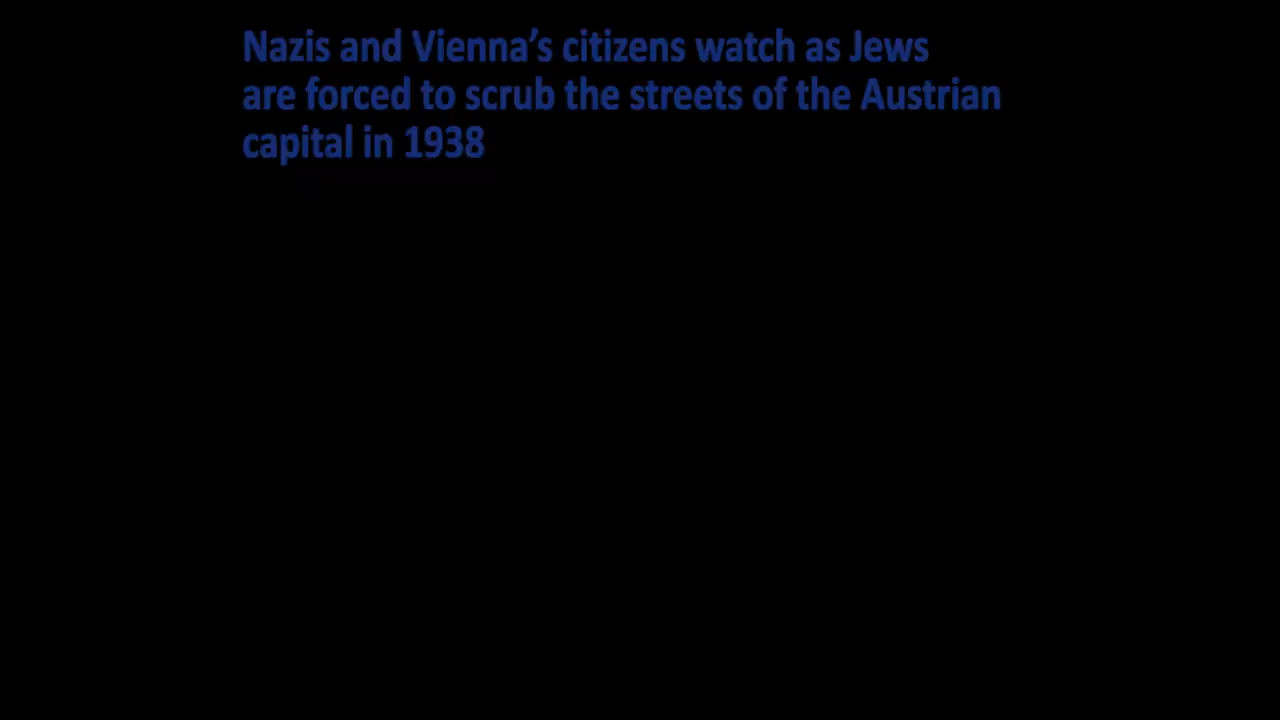 Nazis and Vienna’s citizens watch as Jews
are forced to scrub the streets of the Austrian
capital in 1938